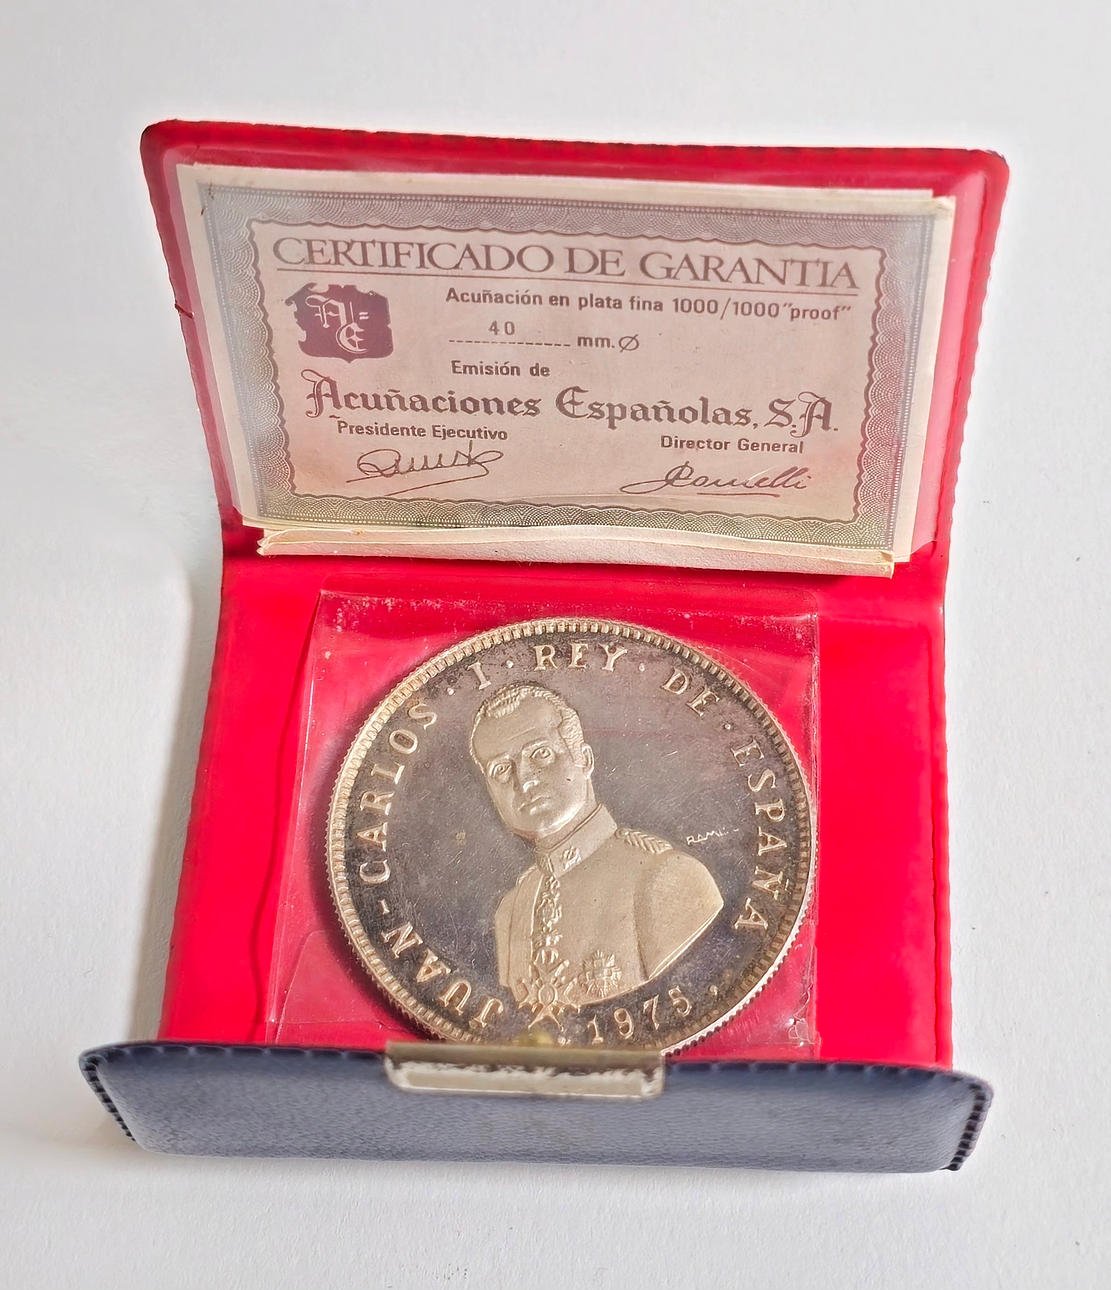 CERTIFICADO DE GARANTIA
Acuñación en plata fina 1000/1000 "proof"
40 mm. Ø
Emisión de
Acuñaciones Españolas, S.A.
Presidente Ejecutivo
Director General
A E
JUAN-CARLOS · I · REY · DE · ESPAÑA
· 1975 ·